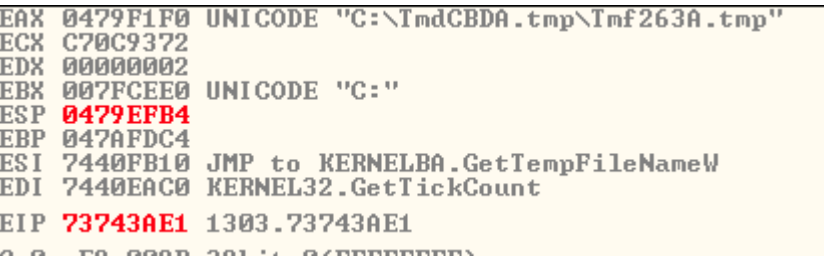 EAX 0479F1F0 UNICODE "C:\TmdCBDA.tmp\Tmf263A.tmp"
ECX C70C9372
EDX 00000002
EBX 007FCEE0 UNICODE "C:"
ESP 0479EFB4
EBP 047AFDC4
ESI 7440FB10 JMP to KERNELBA.GetTempFileNameW
EDI 7440EAC0 KERNEL32.GetTickCount
EIP 73743AE1 1303.73743AE1